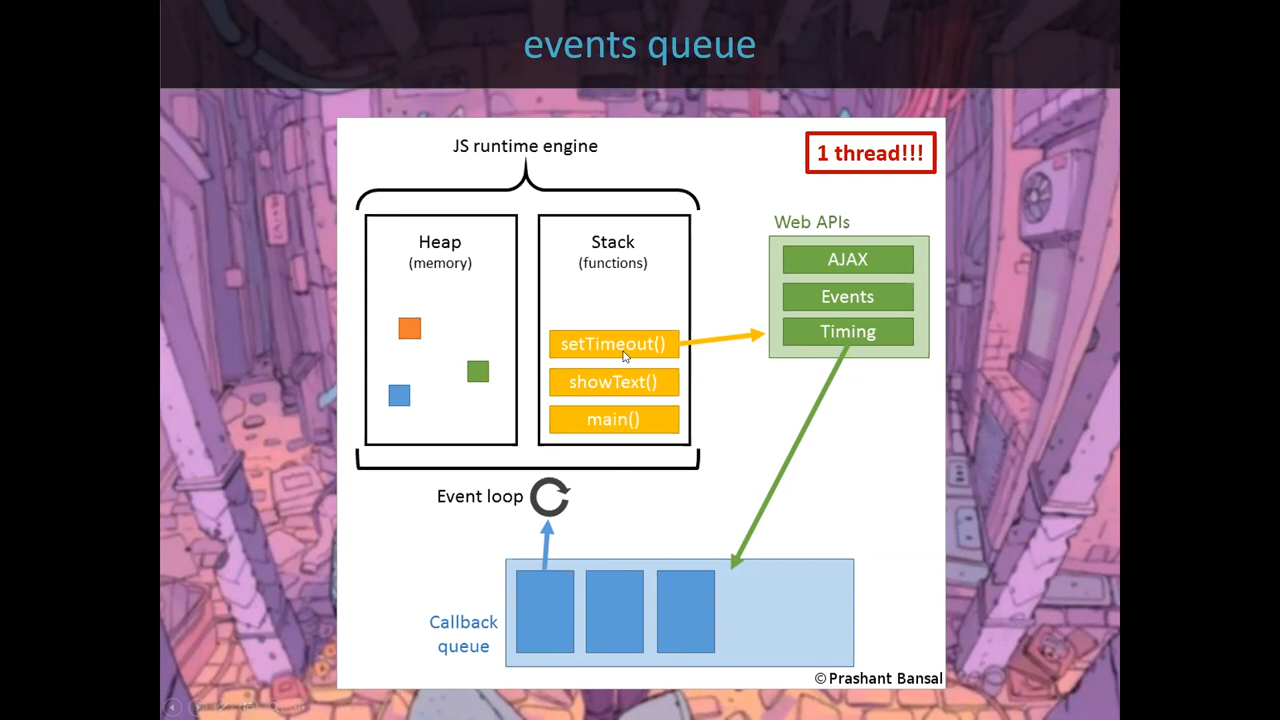 events queue
JS runtime engine
1 thread!!!
Heap
(memory)
Stack
(functions)
Web APIs
AJAX
Events
Timing
setTimeout()
showText()
main()
Event loop
Callback
queue
©Prashant Bansal